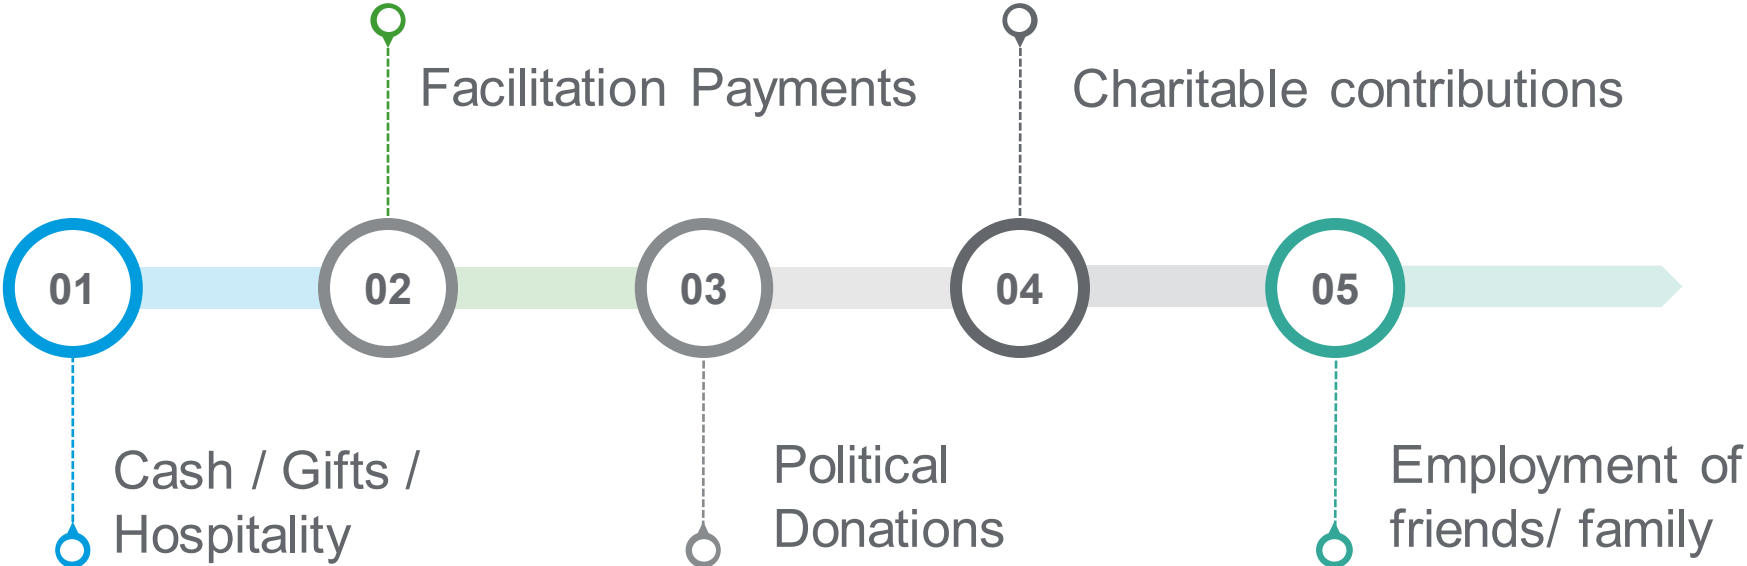 Facilitation Payments
Charitable contributions
01
02
03
04
05
Cash / Gifts /
Hospitality
Political
Donations
Employment of
friends/ family